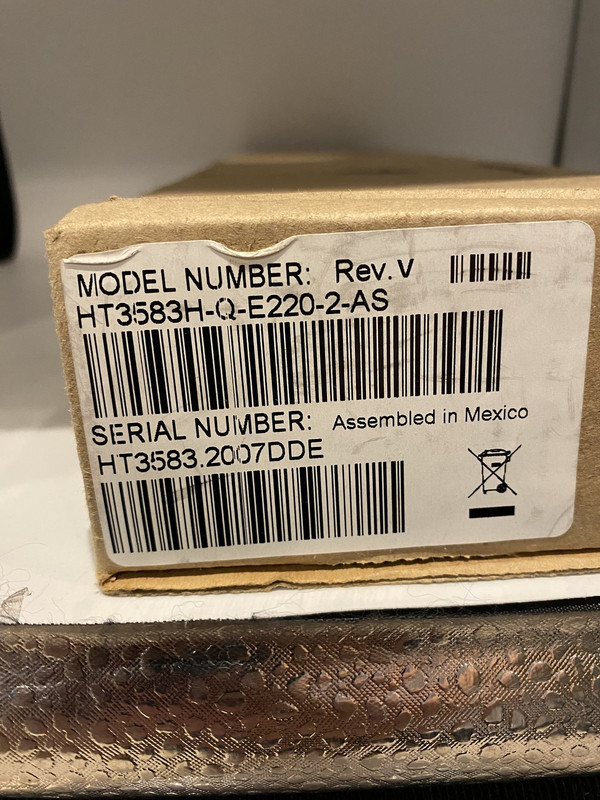 MODEL NUMBER: Rev. V
HT3583H-Q-E220-2-AS
SERIAL NUMBER: Assembled in Mexico
HT3583.2007DDE